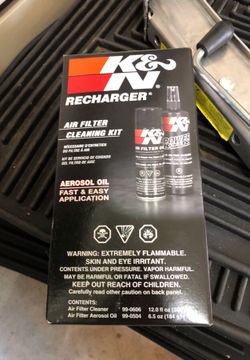 K&N
RECHARGER®
AIR FILTER
CLEANING KIT
NÉCESSAIRE D'ENTRETIEN
DU FILTRE À AIR
KIT DE SERVICIO DE CUIDADO
DEL FILTRO DE AIRE
AEROSOL OIL
FAST & EASY
APPLICATION
K&N
AIR FILTER OIL
K&N
POWER
WARNING: EXTREMELY FLAMMABLE.
SKIN AND EYE IRRITANT.
CONTENTS UNDER PRESSURE. VAPOR HARMFUL.
MAY BE HARMFUL OR FATAL IF SWALLOWED.
KEEP OUT REACH OF CHILDREN.
Carefully read other caution on back panel.
CONTENTS:
Air Filter Cleaner 99-0606 12.0 fl oz
Air Filter Aerosol Oil 99-0504 6.5 oz